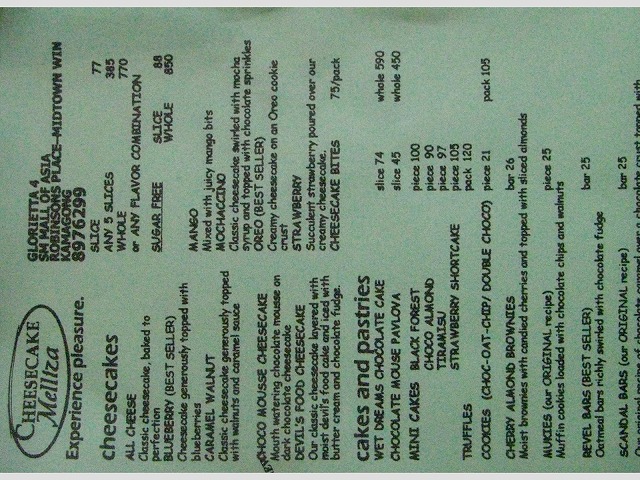 CHEESECAKE
Melliza
Experience pleasure.
GLORIETTA 4
SM MALL OF ASIA
ROBINSONS PLACE-MIDTOWN WIN
KAMAGONG
8976299
cheesecakes
ALL CHEESE
Classic cheesecake, baked to
perfection
BLUEBERRY (BEST SELLER)
Cheesecake generously topped with
blueberries
CARAMEL WALNUT
Classic cheesecake generously topped
with walnuts and caramel sauce
CHOCO MOUSSE CHEESECAKE
Mouth watering chocolate mousse on
dark chocolate cheesecake
DEVIL'S FOOD CHEESECAKE
Our classic cheesecake layered with
moist devil's food cake and iced with
butter cream and chocolate fudge.
SLICE 77
ANY 5 SLICES 385
WHOLE 770
or ANY FLAVOR COMBINATION
SUGAR FREE SLICE 88
WHOLE 850
MANGO
Mixed with juicy mango bits
MOCHACCINO
Classic cheesecake swirled with mocha
syrup and topped with chocolate sprinkles
OREO (BEST SELLER)
Creamy cheesecake on an Oreo cookie
crust
STRAWBERRY
Succulent strawberry poured over our
creamy cheesecake.
CHEESECAKE BITES 75/pack
cakes and pastries
WET DREAMS CHOCOLATE CAKE slice 74 whole 590
CHOCOLATE MOUSE PAVLOVA slice 45 whole 450
MINI CAKES BLACK FOREST piece 100
CHOCO ALMOND piece 90
TIRAMISU piece 97
STRAWBERRY SHORTCAKE piece 105
TRUFFLES pack 120
COOKIES (CHOC-OAT-CHIP/ DOUBLE CHOCO) piece 21 pack 105
CHERRY ALMOND BROWNIES bar 26
Moist brownies with candied cherries and topped with sliced almonds
MUKIES (our ORIGINAL recipe) piece 25
Muffin cookies loaded with chocolate chips and walnuts
REVEL BARS (BEST SELLER) bar 25
Oatmeal bars richly swirled with chocolate fudge
SCANDAL BARS (our ORIGINAL recipe) bar 25